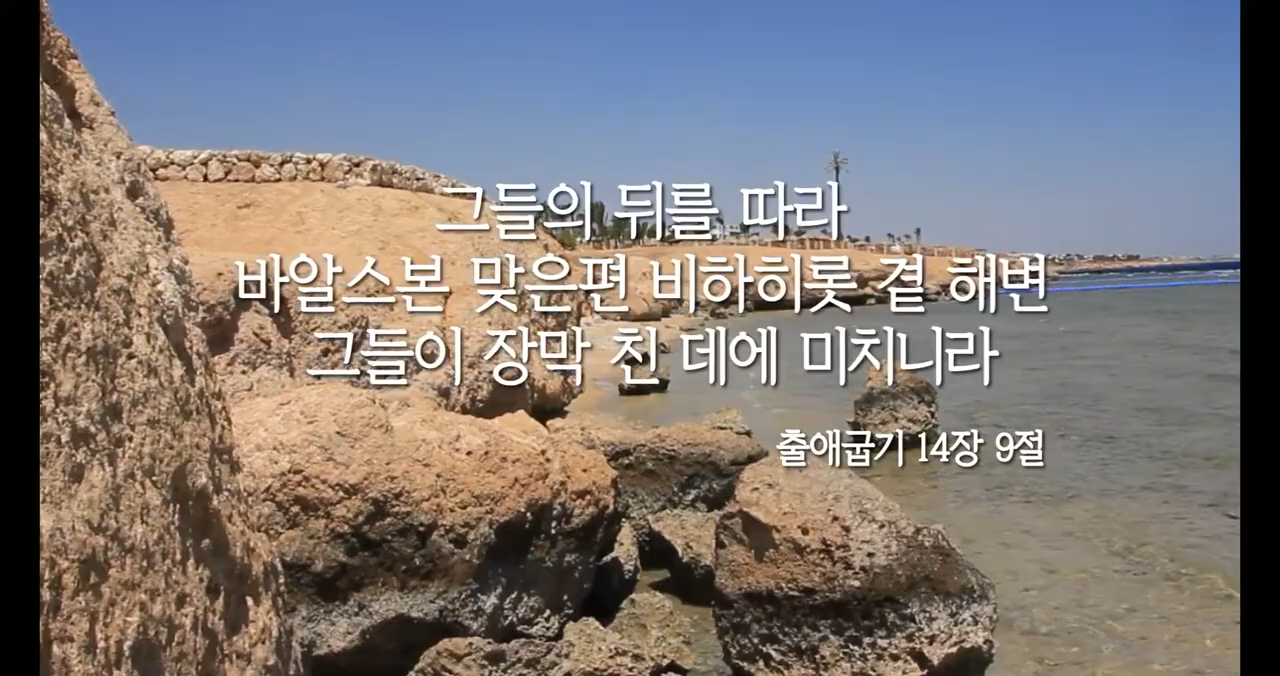 그들의 뒤를 따라
바알스본 맞은편 비하히롯 곁 해변
그들이 장막 친 데에 미치니라
출애굽기 14장 9절